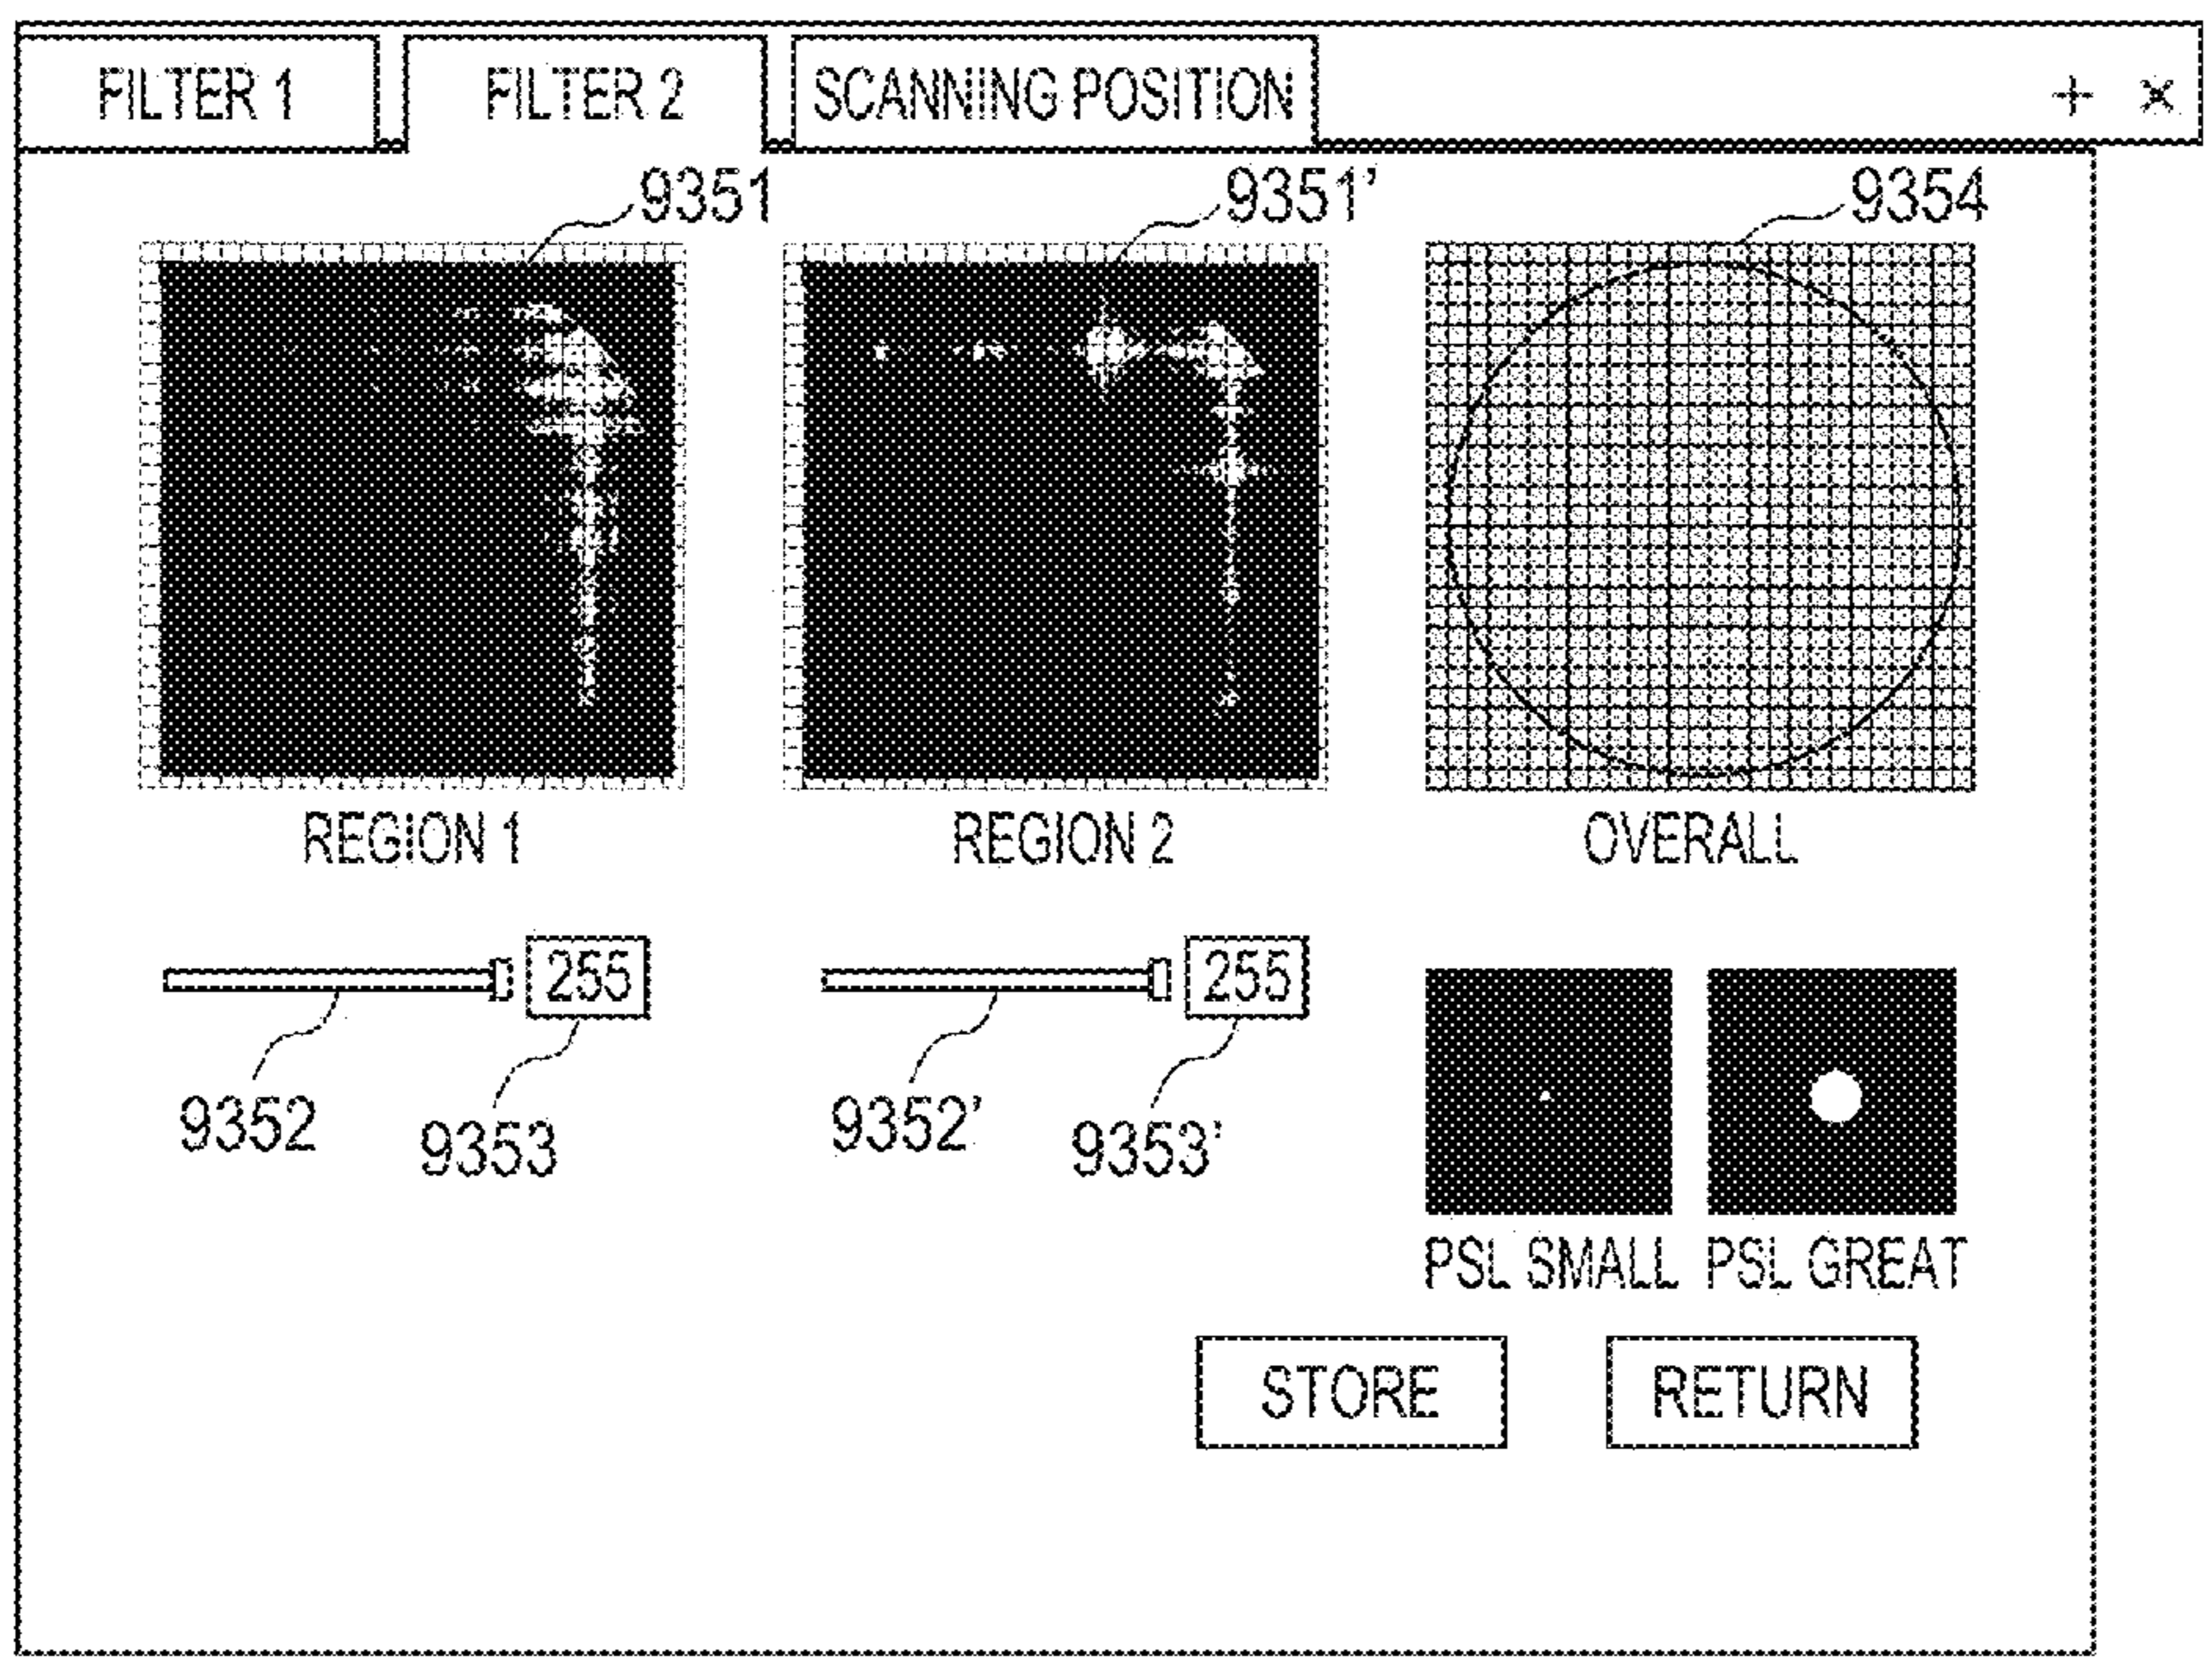 FILTER 1 FILTER 2 SCANNING POSITION + ×
9351 9351' 9354
REGION 1 REGION 2 OVERALL
255 255
9352 9353 9352' 9353'
PSL SMALL PSL GREAT
STORE RETURN